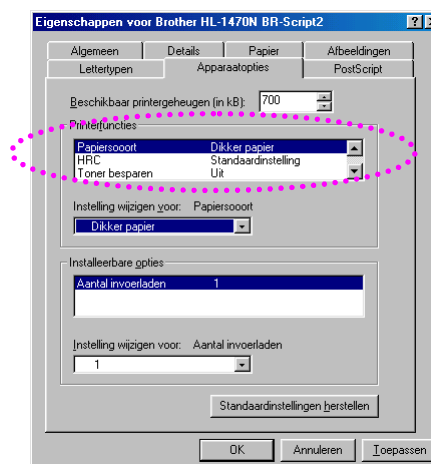 Eigenschappen voor Brother HL-1470N BR-Script2
Algemeen Details Papier Afbeeldingen
Lettertypen Apparaatopties PostScript
Beschikbaar printergeheugen (in kB): 700
Printerfuncties
Papiersooort Dikker papier
HRC Standaardinstelling
Toner besparen Uit
Instelling wijzigen voor: Papiersooort
Dikker papier
Installeerbare opties
Aantal invoerladen 1
Instelling wijzigen voor: Aantal invoerladen
1
Standaardinstellingen herstellen
OK Annuleren Toepassen